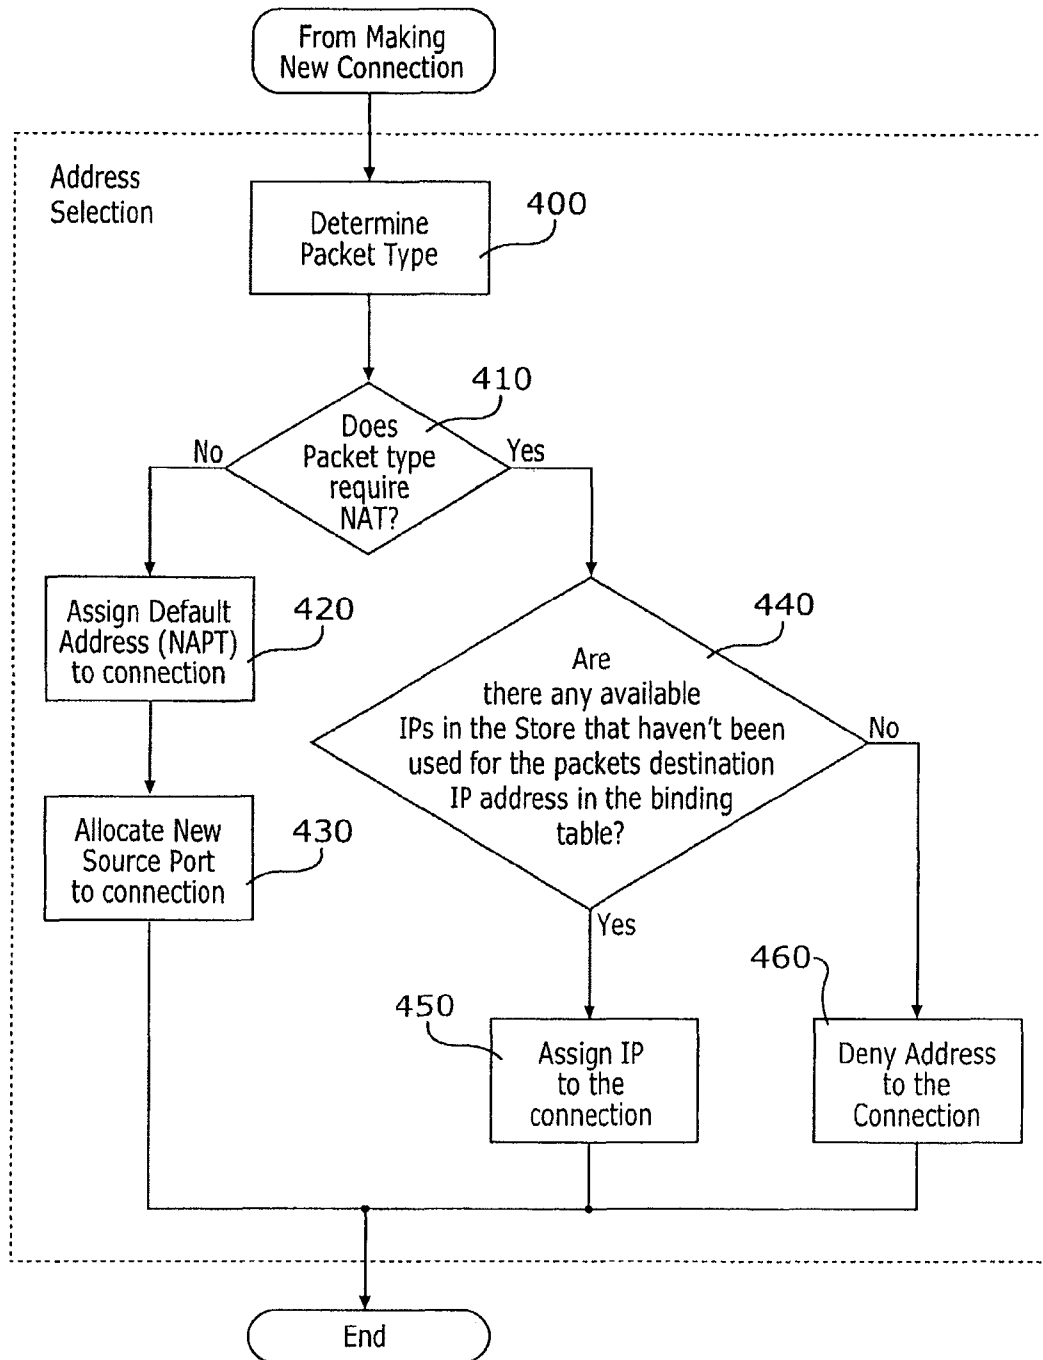 From Making
New Connection
Address
Selection
Determine
Packet Type
400
Does
Packet type
require
NAT?
410
No
Yes
Assign Default
Address (NAPT)
to connection
420
Are
there any available
IPs in the Store that haven't been
used for the packets destination
IP address in the binding
table?
440
No
Yes
Allocate New
Source Port
to connection
430
450
Assign IP
to the
connection
460
Deny Address
to the
Connection
End